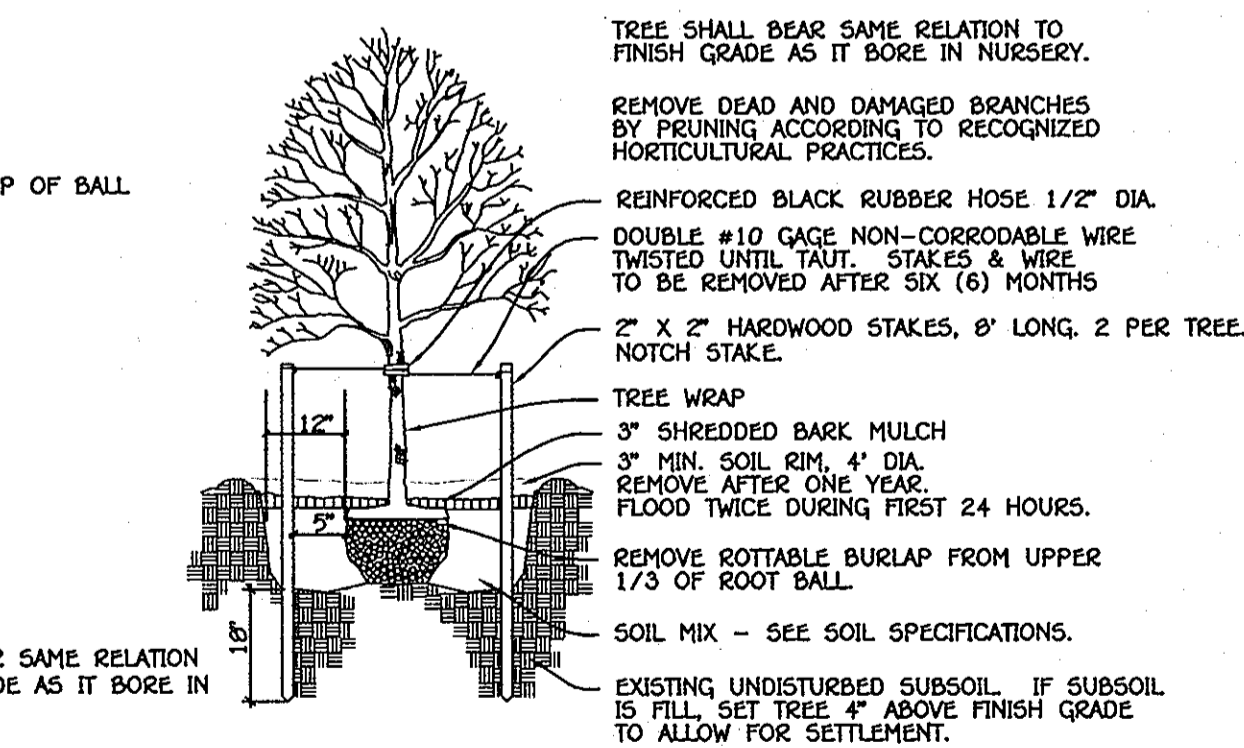 TREE SHALL BEAR SAME RELATION TO
FINISH GRADE AS IT BORE IN NURSERY.
REMOVE DEAD AND DAMAGED BRANCHES
BY PRUNING ACCORDING TO RECOGNIZED
HORTICULTURAL PRACTICES.
P OF BALL
REINFORCED BLACK RUBBER HOSE 1/2" DIA.
DOUBLE #10 GAGE NON-CORRODABLE WIRE
TWISTED UNTIL TAUT. STAKES & WIRE
TO BE REMOVED AFTER SIX (6) MONTHS
2" X 2" HARDWOOD STAKES, 8' LONG. 2 PER TREE.
NOTCH STAKE.
TREE WRAP
12"
3" SHREDDED BARK MULCH
3" MIN. SOIL RIM, 4' DIA.
REMOVE AFTER ONE YEAR.
FLOOD TWICE DURING FIRST 24 HOURS.
5"
REMOVE ROTTABLE BURLAP FROM UPPER
1/3 OF ROOT BALL.
18"
SOIL MIX - SEE SOIL SPECIFICATIONS.
SAME RELATION
DE AS IT BORE IN
EXISTING UNDISTURBED SUBSOIL. IF SUBSOIL
IS FILL, SET TREE 4" ABOVE FINISH GRADE
TO ALLOW FOR SETTLEMENT.